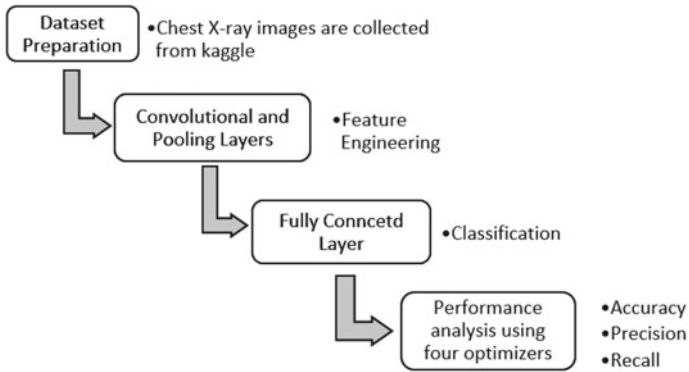 Dataset
Preparation
•Chest X-ray images are collected
from kaggle
Convolutional and
Pooling Layers
•Feature
Engineering
Fully Conncetd
Layer
•Classification
Performance
analysis using
four optimizers
•Accuracy
•Precision
•Recall